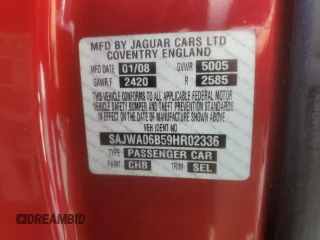 MFD BY JAGUAR CARS LTD
COVENTRY ENGLAND
MFD DATE 01/08 GVWR 5005
GAWR F 2420 R 2585
THIS VEHICLE CONFORMS TO ALL APPLICABLE FEDERAL MOTOR
VEHICLE SAFETY, BUMPER, AND THEFT PREVENTION STANDARDS
IN EFFECT ON THE DATE OF MANUFACTURE SHOWN ABOVE
VEH IDENT NO
SAJWA06B59HR02336
TYPE PASSENGER CAR
PAINT CHB TRIM SEL
© DREAMBID